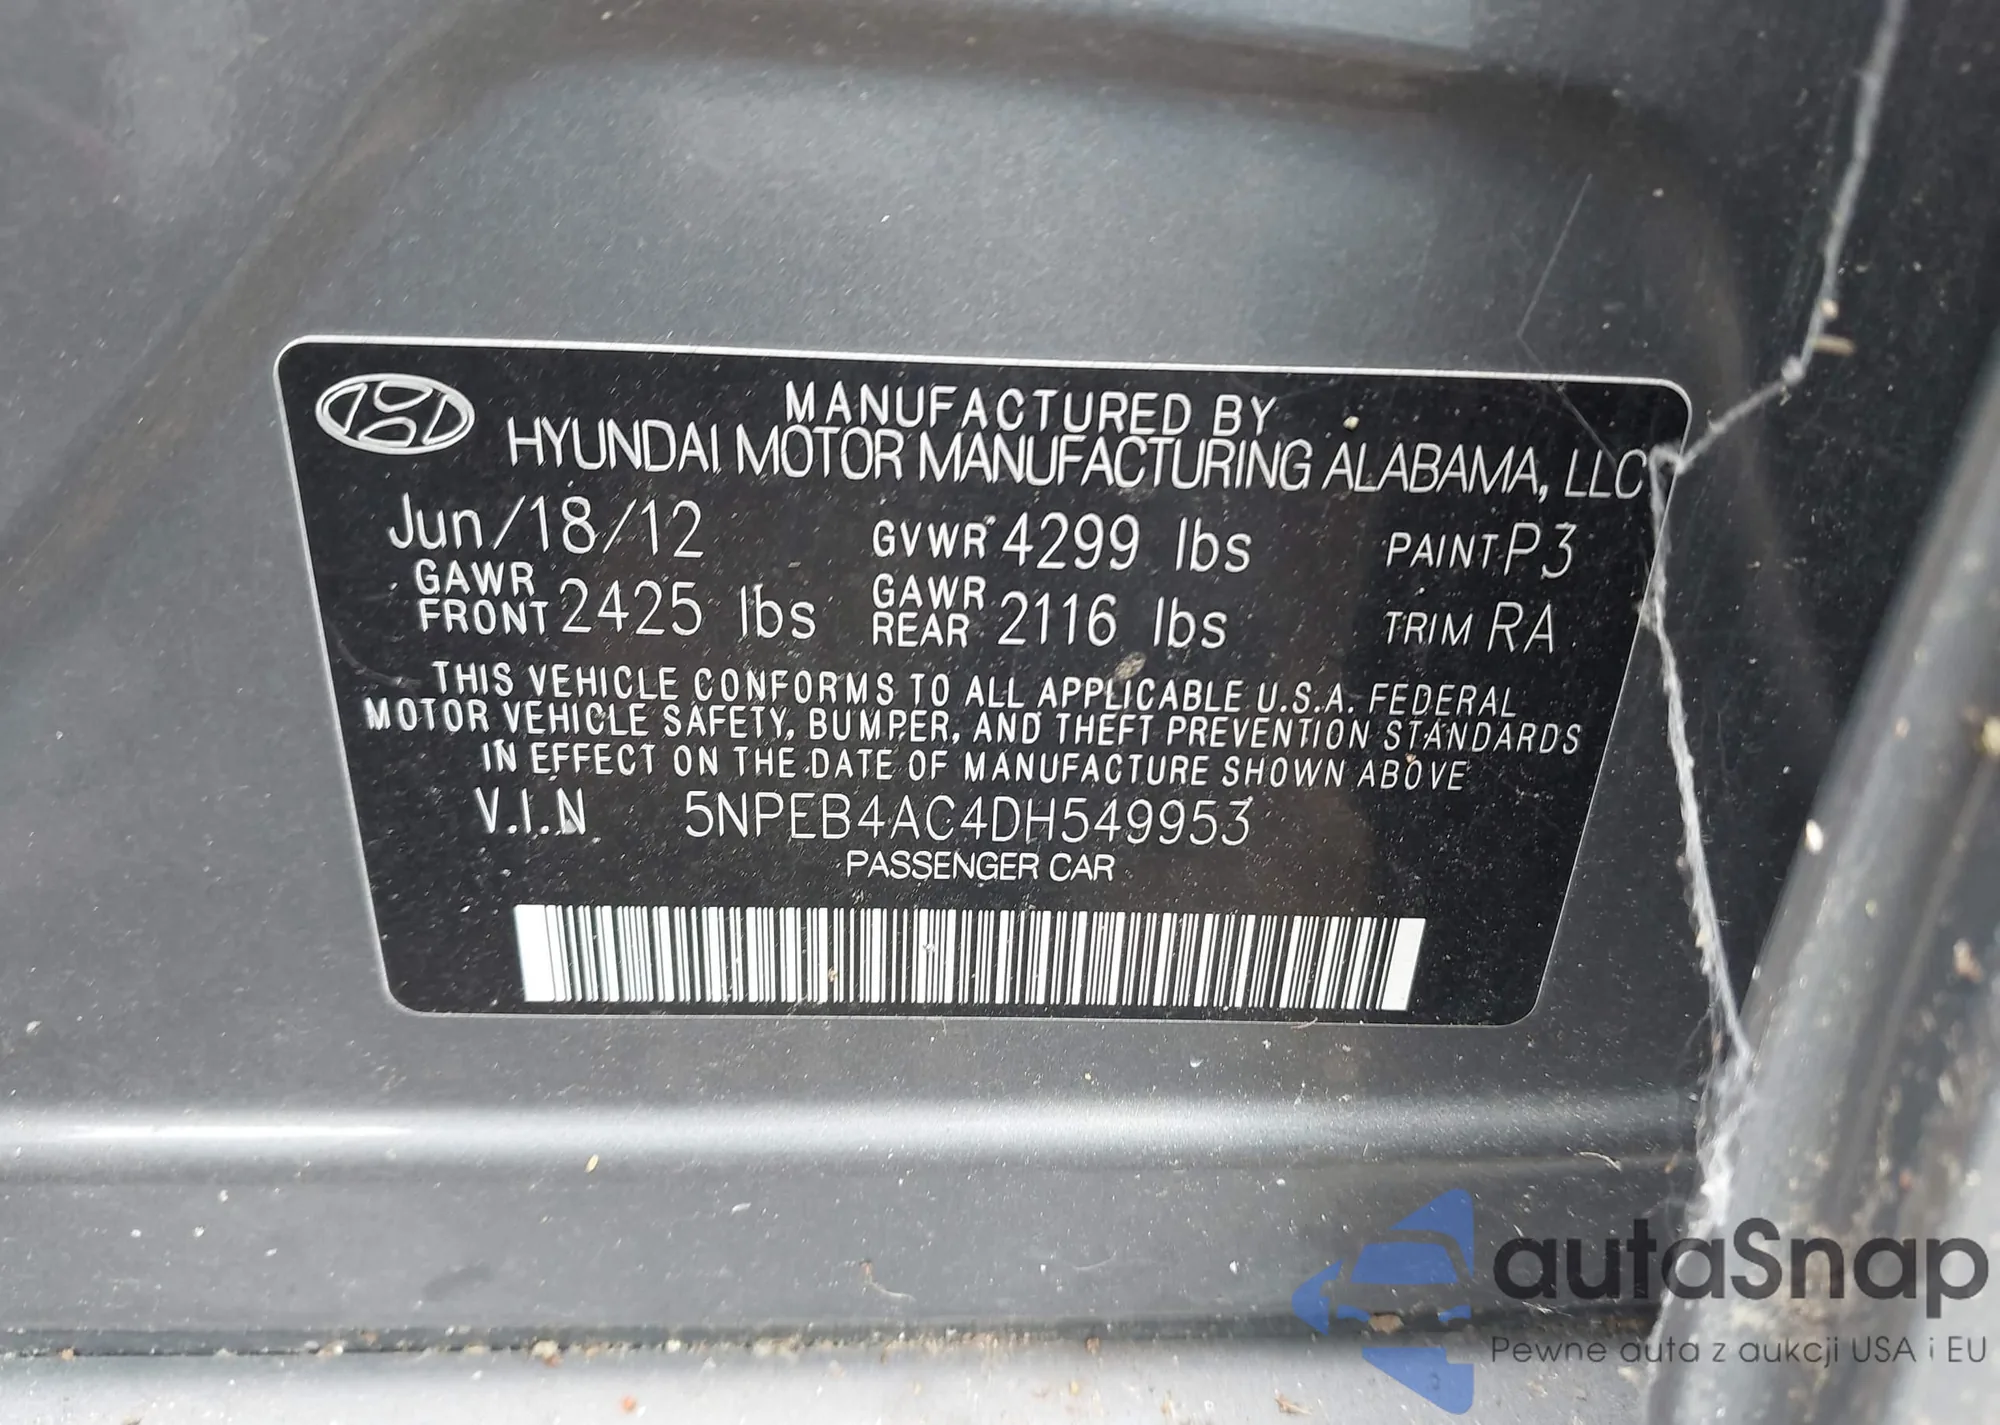 MANUFACTURED BY
HYUNDAI MOTOR MANUFACTURING ALABAMA, LLC
Jun/18/12 GVWR 4299 lbs PAINT P3
GAWR FRONT 2425 lbs GAWR REAR 2116 lbs TRIM RA
THIS VEHICLE CONFORMS TO ALL APPLICABLE U.S.A. FEDERAL
MOTOR VEHICLE SAFETY, BUMPER, AND THEFT PREVENTION STANDARDS
IN EFFECT ON THE DATE OF MANUFACTURE SHOWN ABOVE
V.I.N 5NPEB4AC4DH549953
PASSENGER CAR
autaSnap
Pewne auta z aukcji USA i EU